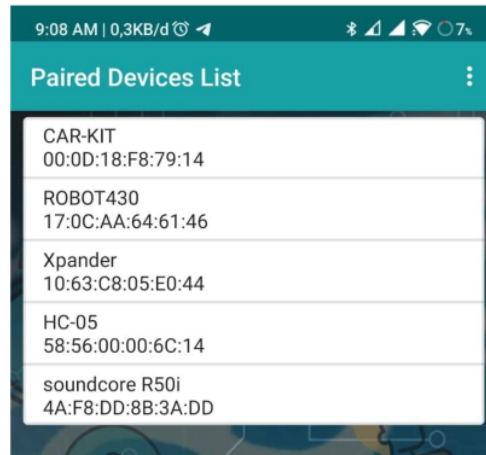 9:08 AM | 0,3KB/d 7%
Paired Devices List
CAR-KIT
00:0D:18:F8:79:14
ROBOT430
17:0C:AA:64:61:46
Xpander
10:63:C8:05:E0:44
HC-05
58:56:00:00:6C:14
soundcore R50i
4A:F8:DD:8B:3A:DD